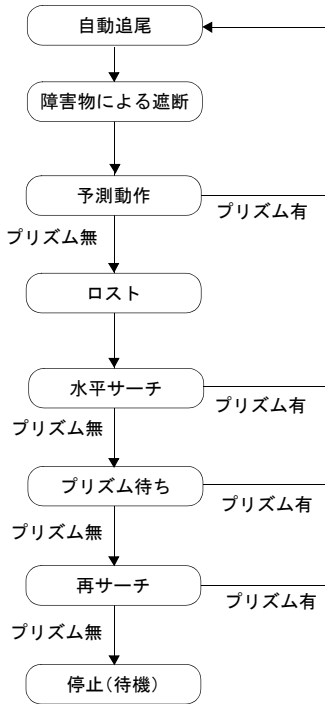 自動追尾
障害物による遮断
予測動作
プリズム有
プリズム無
ロスト
水平サーチ
プリズム有
プリズム無
プリズム待ち
プリズム有
プリズム無
再サーチ
プリズム有
プリズム無
停止(待機)